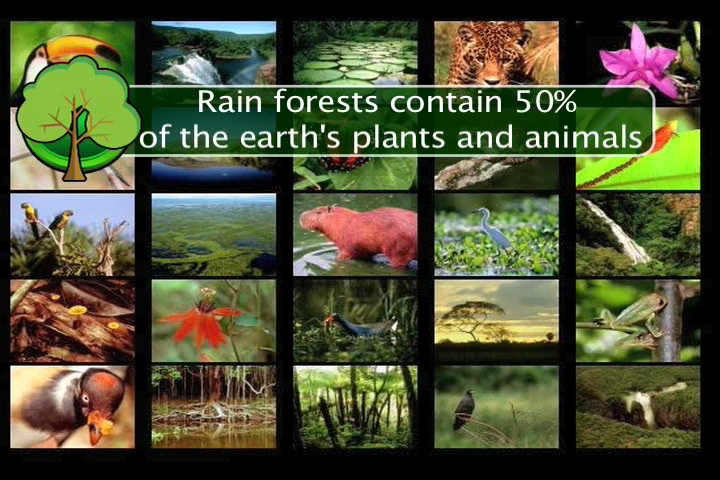 Rain forests contain 50%
of the earth's plants and animals